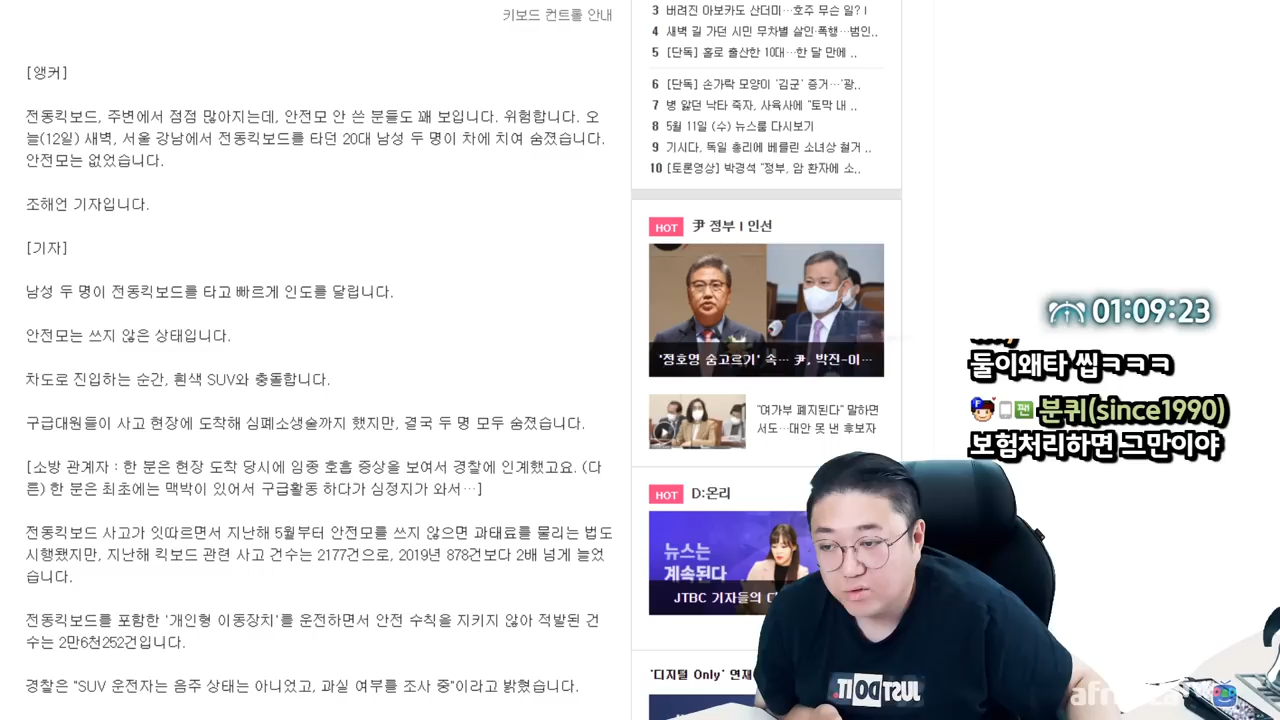 키보드 컨트롤 안내
[앵커]
전동킥보드, 주변에서 점점 많아지는데, 안전모 안 쓴 분들도 꽤 보입니다. 위험합니다. 오
늘(12일) 새벽, 서울 강남에서 전동킥보드를 타던 20대 남성 두 명이 차에 치여 숨졌습니다.
안전모는 없었습니다.
조해언 기자입니다.
[기자]
남성 두 명이 전동킥보드를 타고 빠르게 인도를 달립니다.
안전모는 쓰지 않은 상태입니다.
차도로 진입하는 순간, 흰색 SUV와 충돌합니다.
구급대원들이 사고 현장에 도착해 심폐소생술까지 했지만, 결국 두 명 모두 숨졌습니다.
[소방 관계자 : 한 분은 현장 도착 당시에 임종 호흡 증상을 보여서 경찰에 인계했고요. (다
른) 한 분은 최초에는 맥박이 있어서 구급활동 하다가 심정지가 와서…]
전동킥보드 사고가 잇따르면서 지난해 5월부터 안전모를 쓰지 않으면 과태료를 물리는 법도
시행됐지만, 지난해 킥보드 관련 사고 건수는 2177건으로, 2019년 878건보다 2배 넘게 늘었
습니다.
전동킥보드를 포함한 '개인형 이동장치'를 운전하면서 안전 수칙을 지키지 않아 적발된 건
수는 2만6천252건입니다.
경찰은 "SUV 운전자는 음주 상태는 아니었고, 과실 여부를 조사 중"이라고 밝혔습니다.
3 버려진 아보카도 산더미…호주 무슨 일? l
4 새벽 길 가던 시민 무차별 살인·폭행…범인..
5 [단독] 홀로 출산한 10대…한 달 만에 ..
6 [단독] 손가락 모양이 '김군' 증거…'광..
7 병 앓던 낙타 죽자, 사육사에 "토막 내 ..
8 5월 11일 (수) 뉴스룸 다시보기
9 기시다, 독일 총리에 베를린 소녀상 철거 ..
10 [토론영상] 박경석 "정부, 암 환자에 소..
HOT 尹 정부 l 인선
'정호영 숨고르기' 속… 尹, 박진-이…
"여가부 폐지된다" 말하면
서도…대안 못 낸 후보자
HOT D:온리
뉴스는
계속된다
JTBC 기자들의
'디지털 Only' 연재
01:09:23
둘이왜타 씹ㅋㅋㅋ
F 팬 분퀴(since1990)
보험처리하면 그만이야
JUST DO IT.